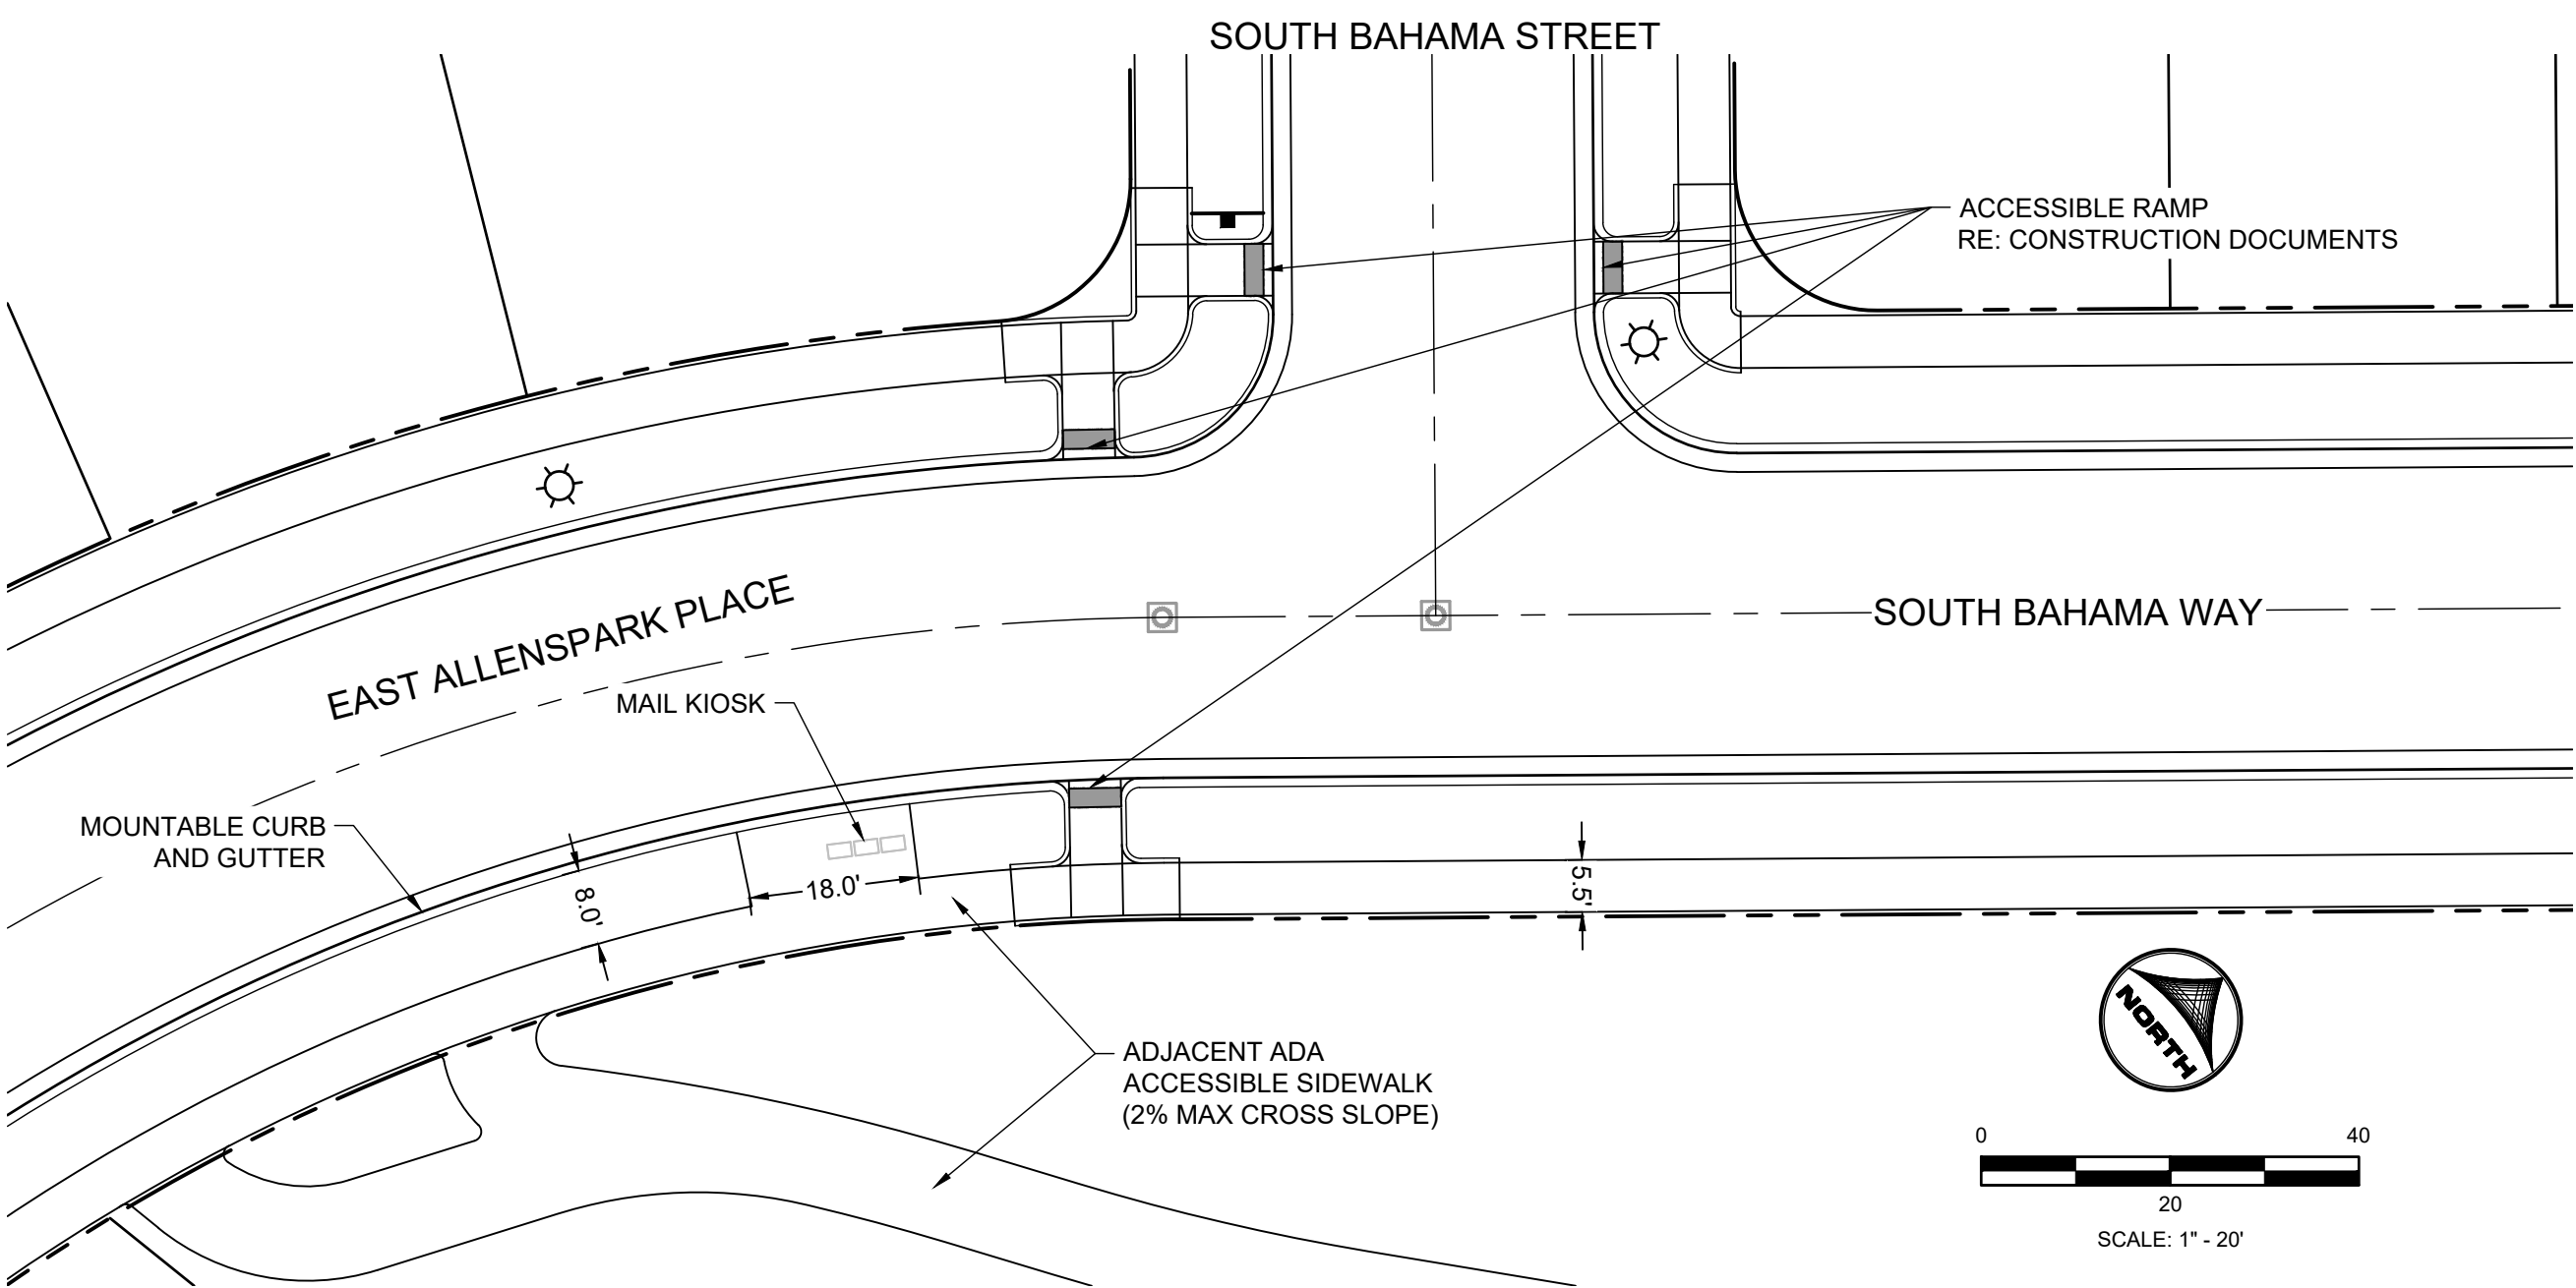 SOUTH BAHAMA STREET
ACCESSIBLE RAMP
RE: CONSTRUCTION DOCUMENTS
EAST ALLENSPARK PLACE
SOUTH BAHAMA WAY
MAIL KIOSK
MOUNTABLE CURB
AND GUTTER
8.0'
18.0'
5.5'
ADJACENT ADA
ACCESSIBLE SIDEWALK
(2% MAX CROSS SLOPE)
NORTH
0
40
20
SCALE: 1" - 20'